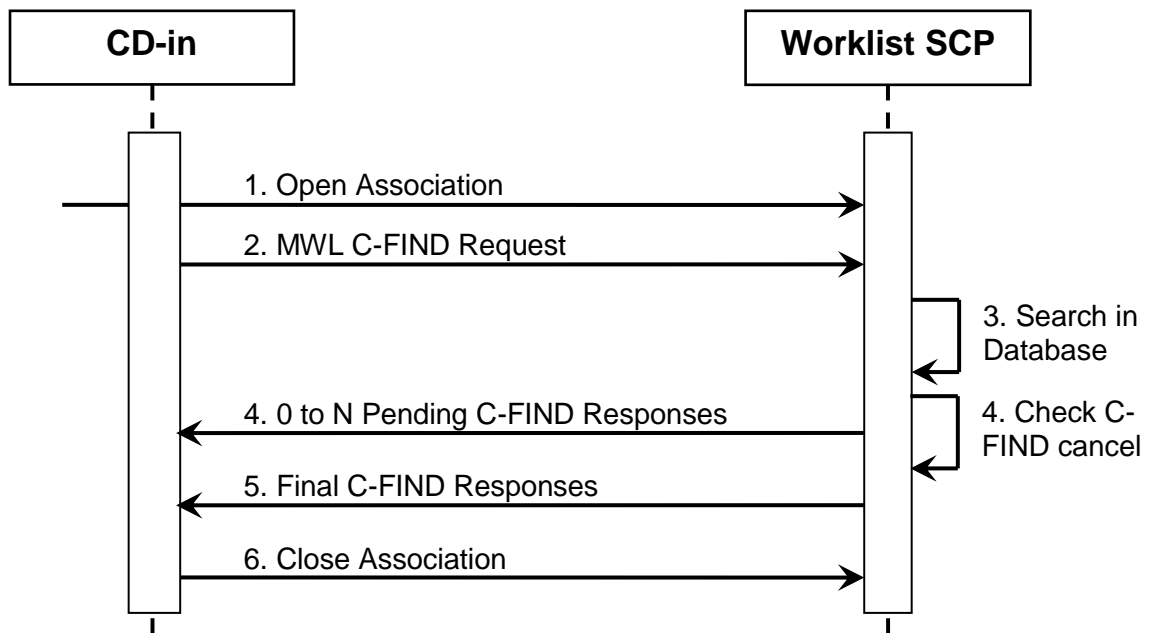 CD-in
Worklist SCP
1. Open Association
2. MWL C-FIND Request
3. Search in
Database
4. 0 to N Pending C-FIND Responses
4. Check C-
FIND cancel
5. Final C-FIND Responses
6. Close Association